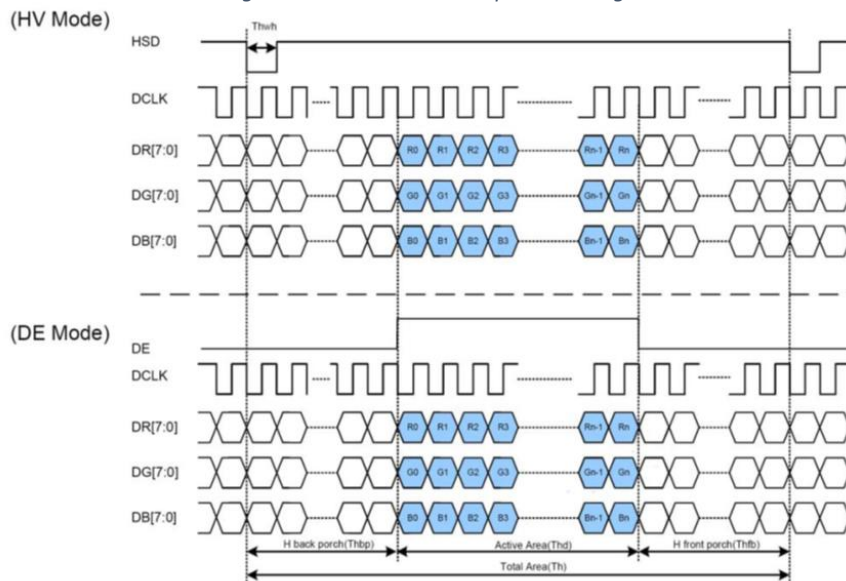 (HV Mode)
Thwh
HSD
DCLK
DR[7:0] R0 R1 R2 R3 Rn-1 Rn
DG[7:0] G0 G1 G2 G3 Gn-1 Gn
DB[7:0] B0 B1 B2 B3 Bn-1 Bn
(DE Mode)
DE
DCLK
DR[7:0] R0 R1 R2 R3 Rn-1 Rn
DG[7:0] G0 G1 G2 G3 Gn-1 Gn
DB[7:0] B0 B1 B2 B3 Bn-1 Bn
H back porch(Thbp) Active Area(Thd) H front porch(Thfb)
Total Area(Th)